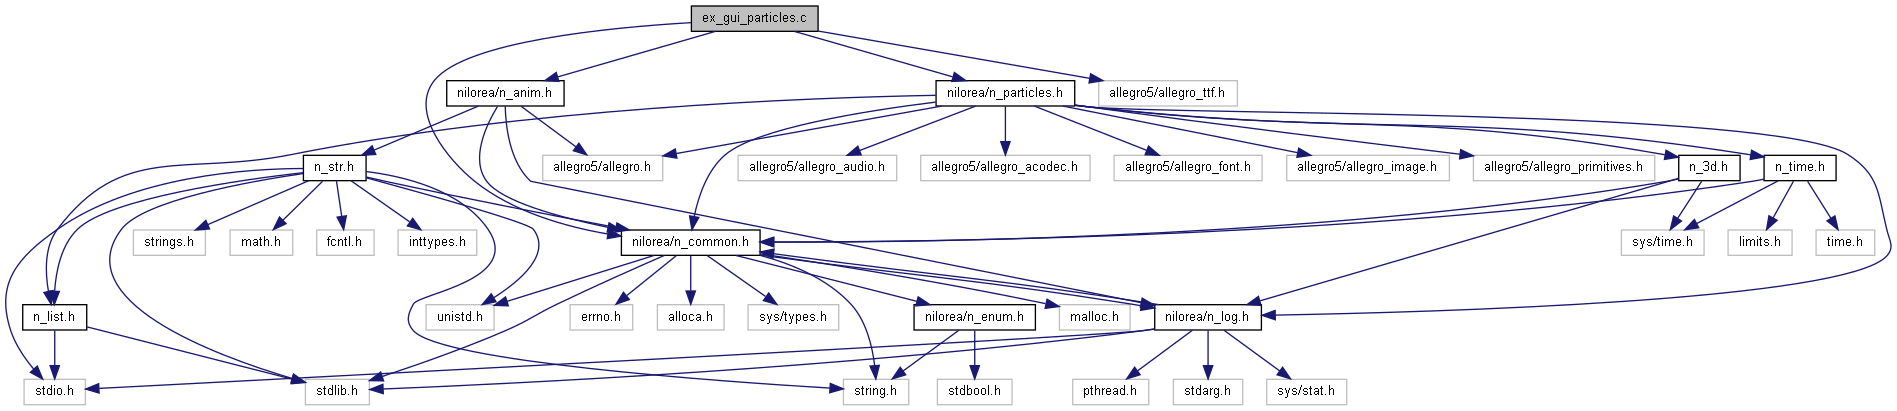 ex_gui_particles.c
nilorea/n_anim.h
nilorea/n_particles.h
allegro5/allegro_ttf.h
n_str.h
allegro5/allegro.h
allegro5/allegro_audio.h
allegro5/allegro_acodec.h
allegro5/allegro_font.h
allegro5/allegro_image.h
allegro5/allegro_primitives.h
n_3d.h
n_time.h
strings.h
math.h
fcntl.h
inttypes.h
nilorea/n_common.h
sys/time.h
limits.h
time.h
n_list.h
unistd.h
errno.h
alloca.h
sys/types.h
nilorea/n_enum.h
malloc.h
nilorea/n_log.h
stdio.h
stdlib.h
string.h
stdbool.h
pthread.h
stdarg.h
sys/stat.h